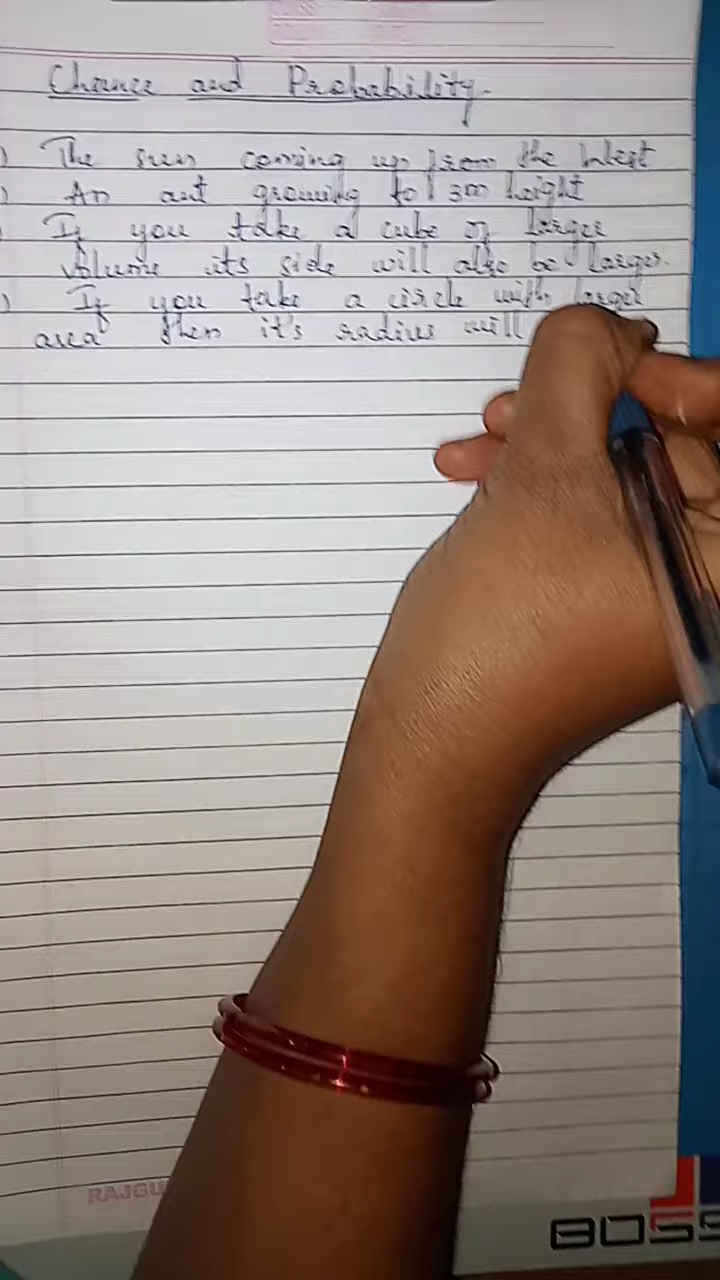 Chance and Probability.
) The sun coming up from the West
) An ant growing to 3m height
) If you take a cube of larger
volume its side will also be larger.
) If you take a circle with larger
area then it's radius will
RAJGU
BOSS